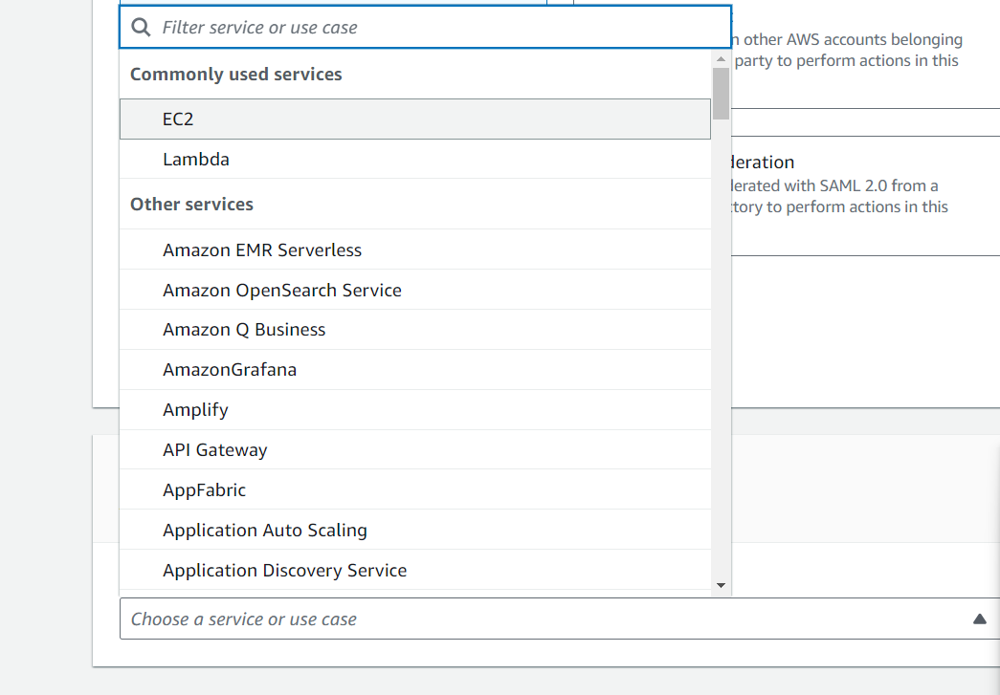 Filter service or use case
n other AWS accounts belonging
party to perform actions in this
Commonly used services
EC2
Lambda
deration
derated with SAML 2.0 from a
ctory to perform actions in this
Other services
Amazon EMR Serverless
Amazon OpenSearch Service
Amazon Q Business
AmazonGrafana
Amplify
API Gateway
AppFabric
Application Auto Scaling
Application Discovery Service
Choose a service or use case